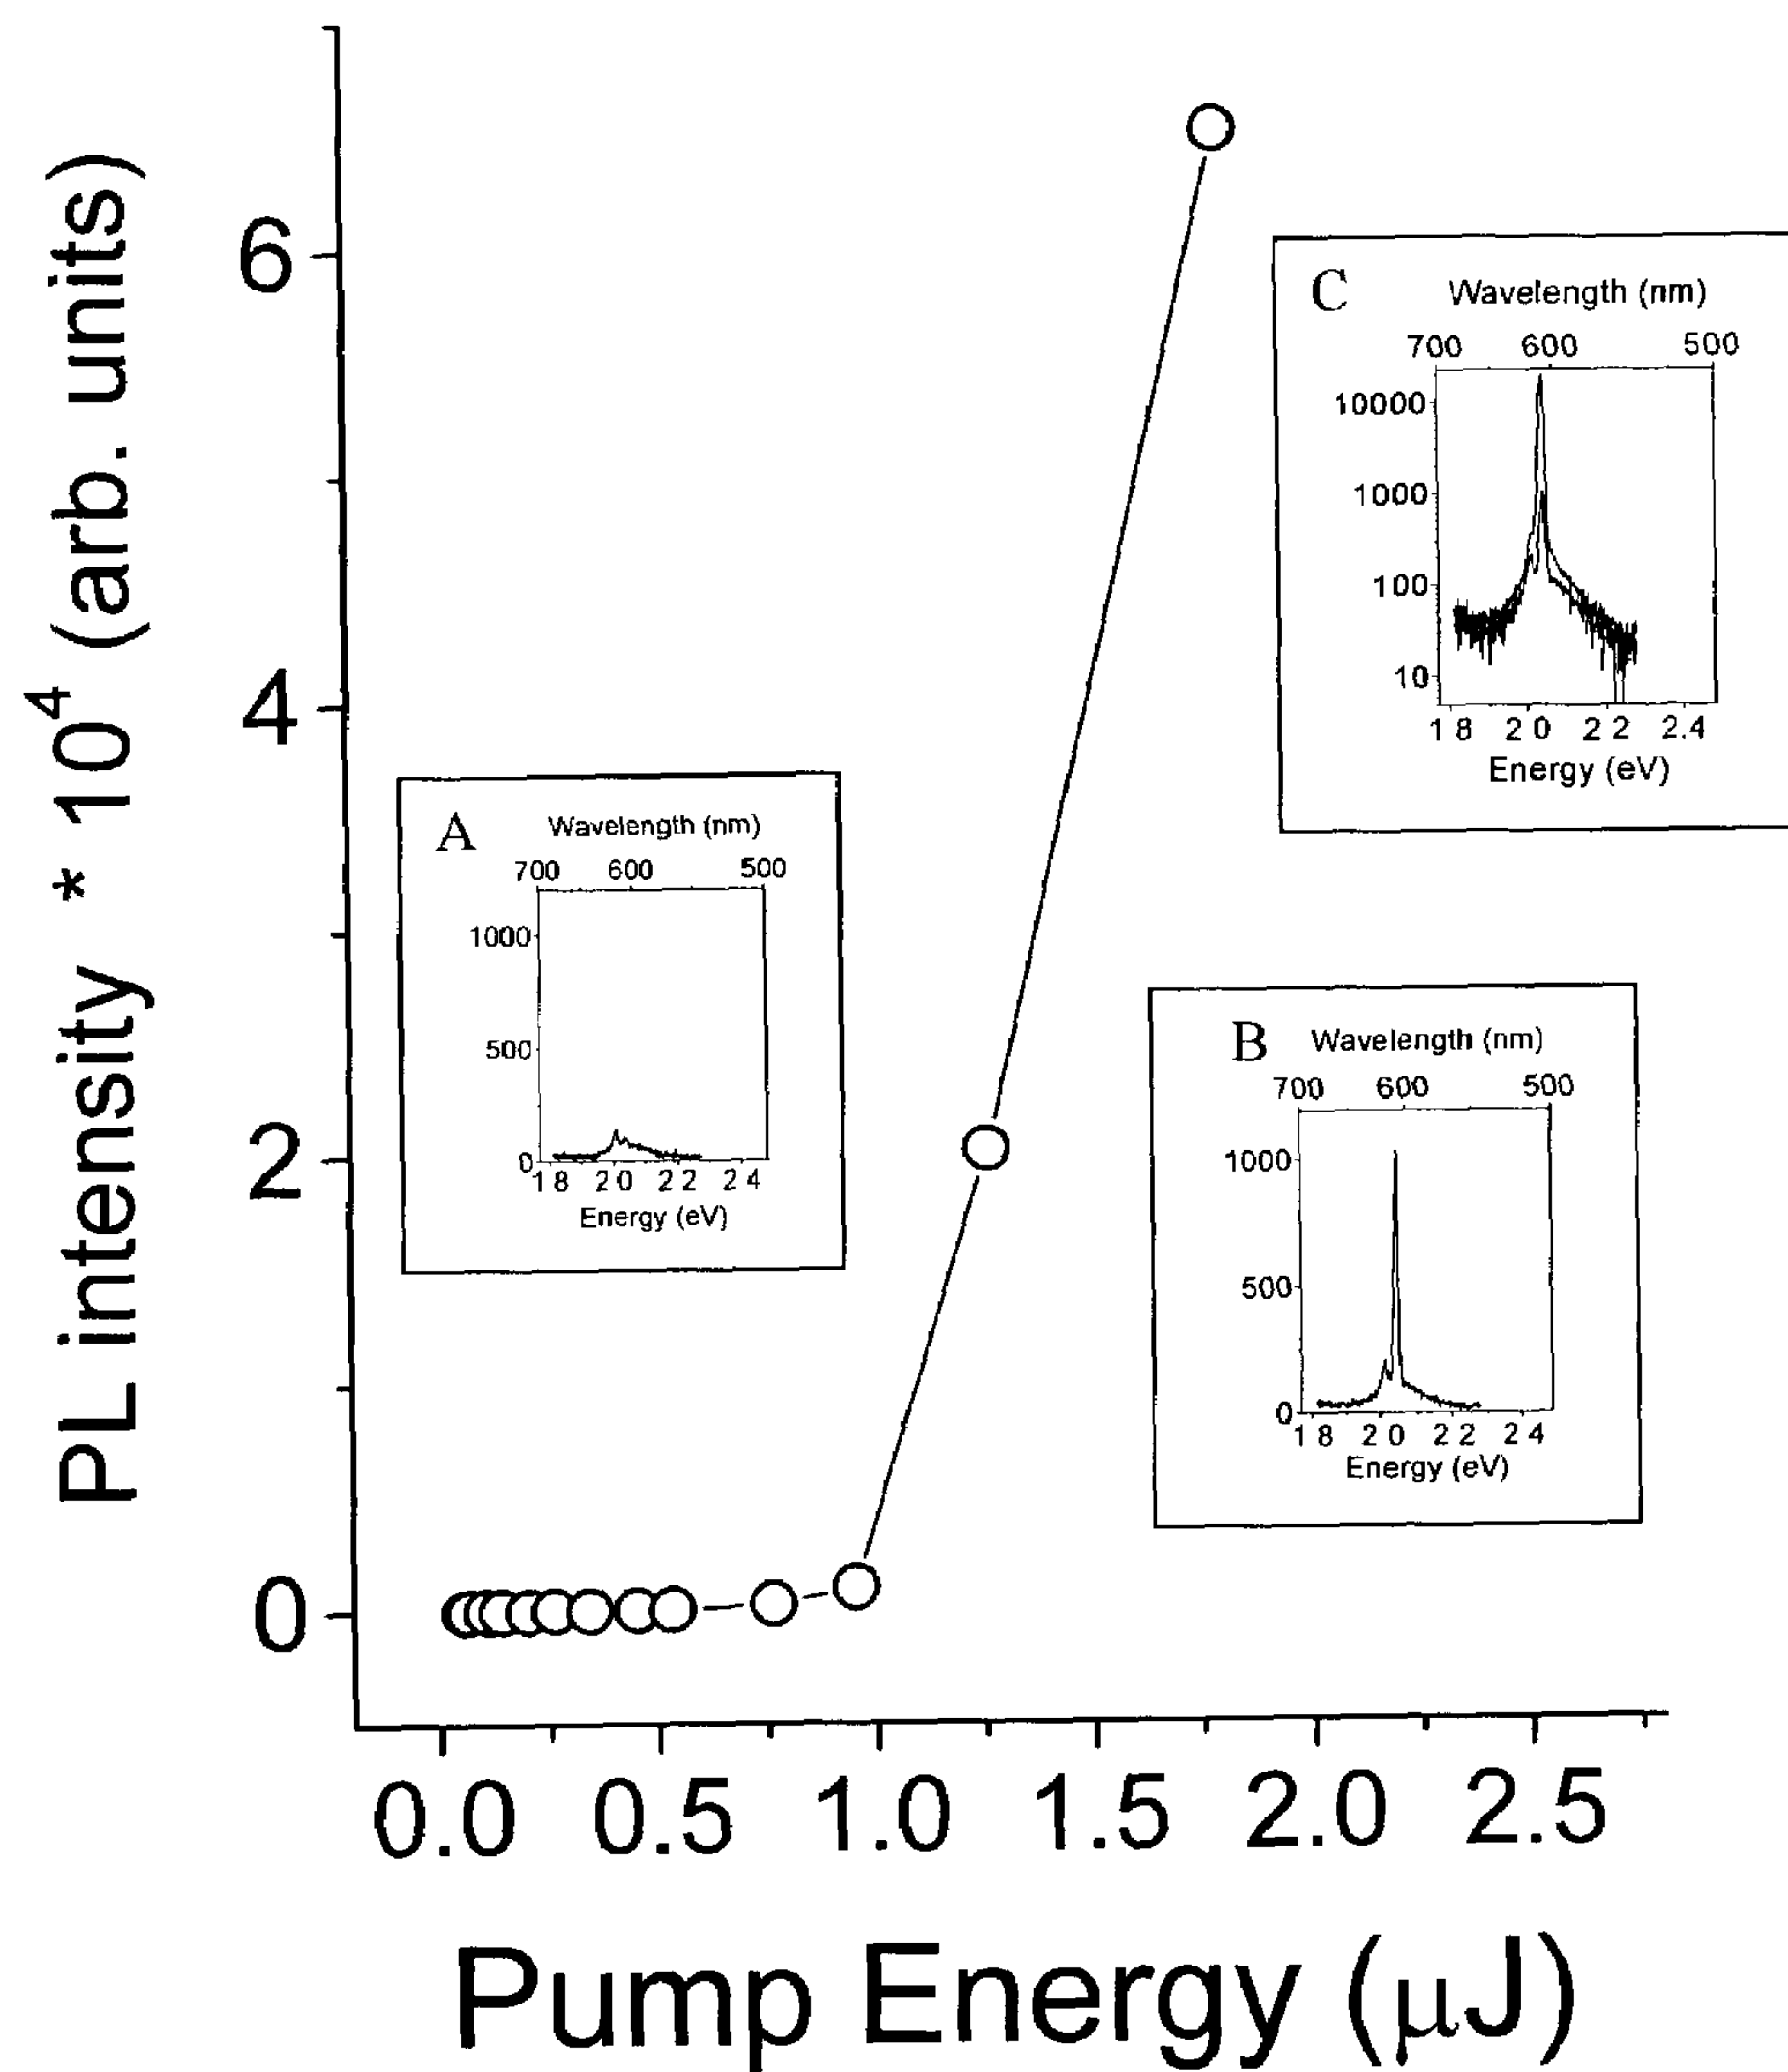 PL intensity * 10⁴ (arb. units)
6
4
2
0
A
Wavelength (nm)
700 600 500
1000
500
0
1 8 2 0 2 2 2 4
Energy (eV)
C
Wavelength (nm)
700 600 500
10000
1000
100
10
1 8 2 0 2 2 2.4
Energy (eV)
B
Wavelength (nm)
700 600 500
1000
500
0
1 8 2 0 2 2 2 4
Energy (eV)
0.0 0.5 1.0 1.5 2.0 2.5
Pump Energy (μJ)